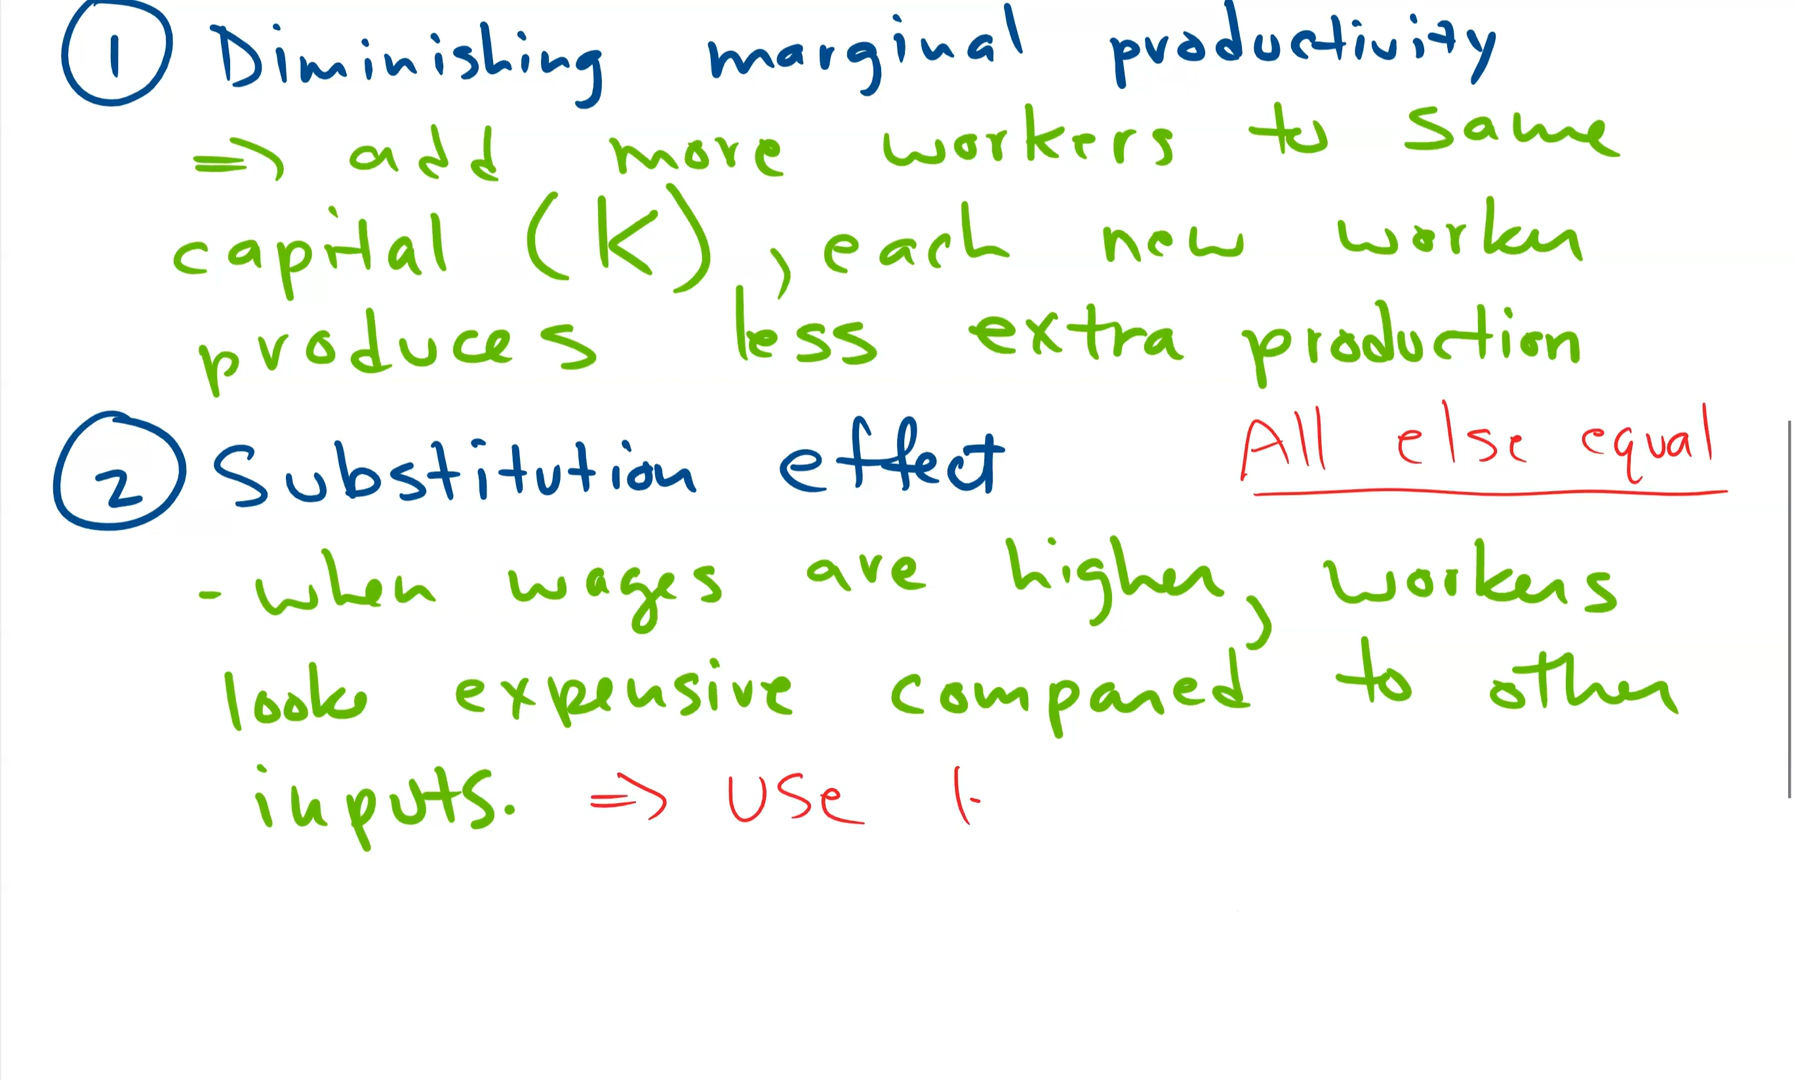 1 Diminishing marginal productivity
=> add more workers to same
capital (K), each new worker
produces less extra production
2 Substitution effect All else equal
- when wages are higher, workers
looks expensive compared to other
inputs. => Use